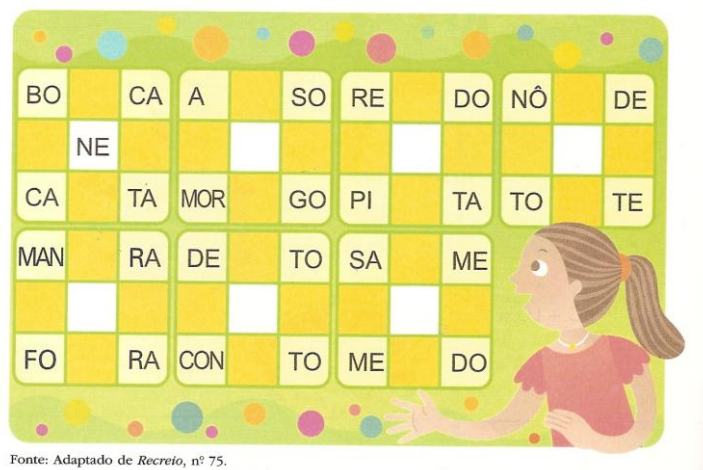 BO CA A SO RE DO NÔ DE
NE
CA TA MOR GO PI TA TO TE
MAN RA DE TO SA ME
FO RA CON TO ME DO
Fonte: Adaptado de Recreio, nº 75.